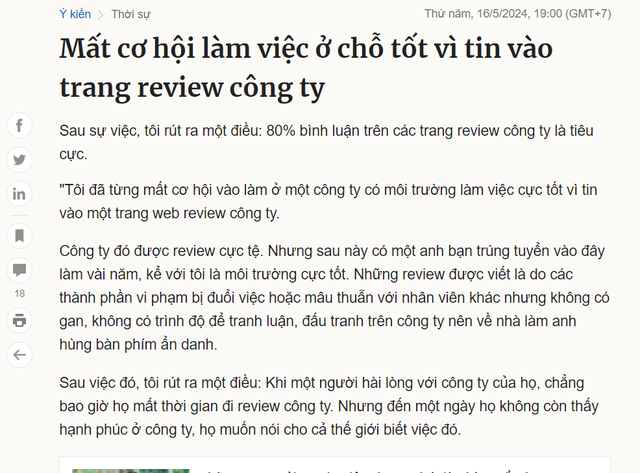 Ý kiến > Thời sự
Thứ năm, 16/5/2024, 19:00 (GMT+7)
Mất cơ hội làm việc ở chỗ tốt vì tin vào
trang review công ty
Sau sự việc, tôi rút ra một điều: 80% bình luận trên các trang review công ty là tiêu
cực.
"Tôi đã từng mất cơ hội vào làm ở một công ty có môi trường làm việc cực tốt vì tin
vào một trang web review công ty.
Công ty đó được review cực tệ. Nhưng sau này có một anh bạn trúng tuyển vào đây
làm vài năm, kể với tôi là môi trường cực tốt. Những review được viết là do các
thành phần vi phạm bị đuổi việc hoặc mâu thuẫn với nhân viên khác nhưng không có
gan, không có trình độ để tranh luận, đấu tranh trên công ty nên về nhà làm anh
hùng bàn phím ẩn danh.
Sau việc đó, tôi rút ra một điều: Khi một người hài lòng với công ty của họ, chẳng
bao giờ họ mất thời gian đi review công ty. Nhưng đến một ngày họ không còn thấy
hạnh phúc ở công ty, họ muốn nói cho cả thế giới biết việc đó.
18